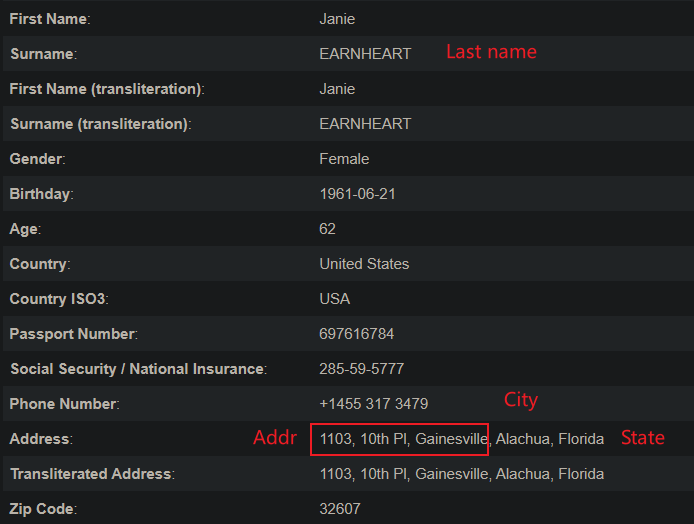 First Name: Janie
Surname: EARNHEART Last name
First Name (transliteration): Janie
Surname (transliteration): EARNHEART
Gender: Female
Birthday: 1961-06-21
Age: 62
Country: United States
Country ISO3: USA
Passport Number: 697616784
Social Security / National Insurance: 285-59-5777
Phone Number: +1455 317 3479 City
Address: Addr 1103, 10th Pl, Gainesville, Alachua, Florida State
Transliterated Address: 1103, 10th Pl, Gainesville, Alachua, Florida
Zip Code: 32607